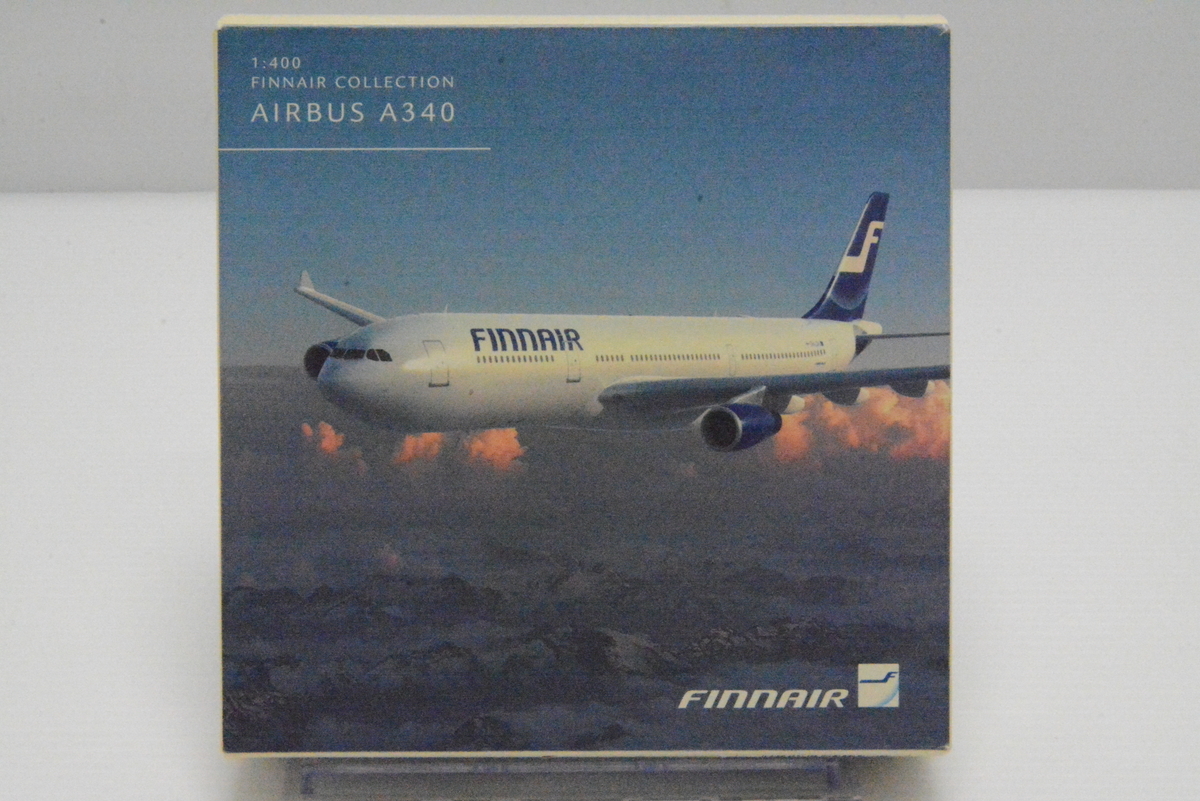 1:400
FINNAIR COLLECTION
AIRBUS A340
FINNAIR
FINNAIR